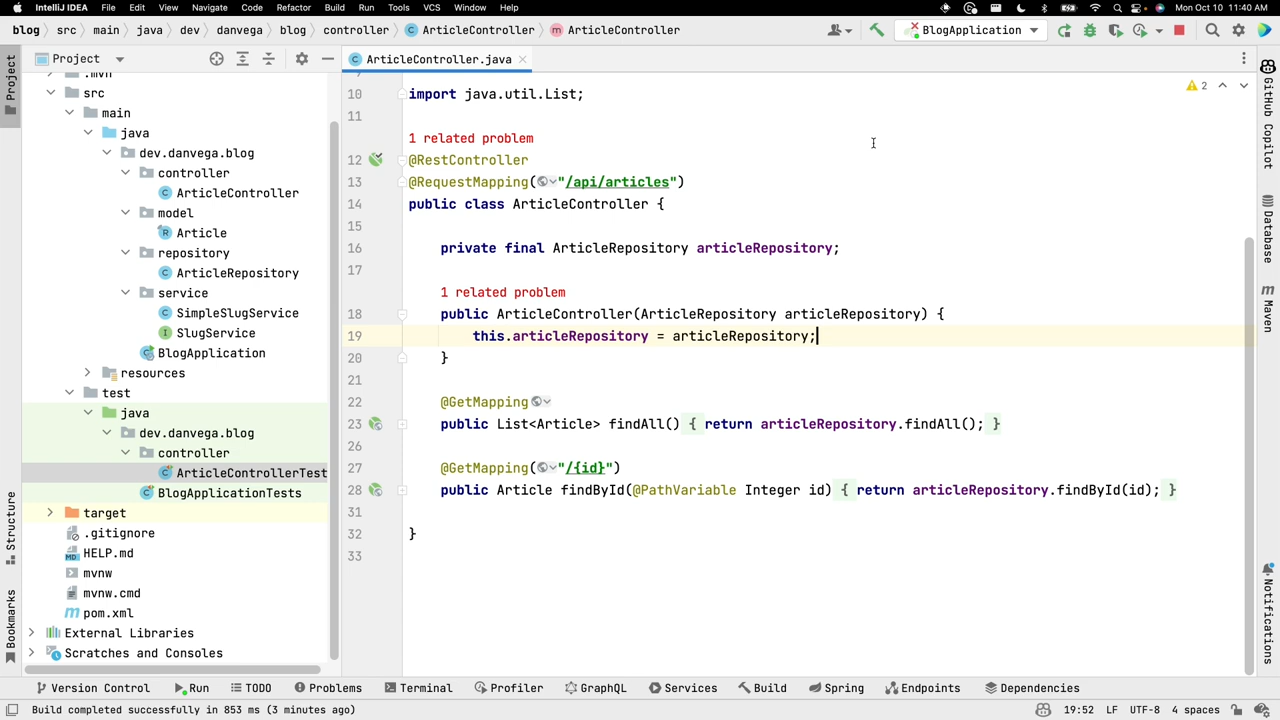 IntelliJ IDEA File Edit View Navigate Code Refactor Build Run Tools VCS Window Help Mon Oct 10 11:40 AM
blog src main java dev danvega blog controller ArticleController ArticleController BlogApplication
Project ArticleController.java
.mvn 9
src 10 import java.util.List; 2
main 11
java 1 related problem
dev.danvega.blog 12 @RestController
controller 13 @RequestMapping("/api/articles")
ArticleController 14 public class ArticleController {
model 15
Article 16 private final ArticleRepository articleRepository;
repository 17
ArticleRepository 1 related problem
service 18 public ArticleController(ArticleRepository articleRepository) {
SimpleSlugService 19 this.articleRepository = articleRepository;
SlugService 20 }
BlogApplication 21
resources 22 @GetMapping
test 23 public List<Article> findAll() { return articleRepository.findAll(); }
java 26
dev.danvega.blog 27 @GetMapping("/{id}")
controller 28 public Article findById(@PathVariable Integer id) { return articleRepository.findById(id); }
ArticleControllerTest 31
BlogApplicationTests 32 }
target 33
.gitignore
HELP.md
mvnw
mvnw.cmd
pom.xml
External Libraries
Scratches and Consoles
Project
Structure
Bookmarks
GitHub Copilot
Database
Maven
Notifications
Version Control Run TODO Problems Terminal Profiler GraphQL Services Build Spring Endpoints Dependencies
Build completed successfully in 853 ms (3 minutes ago) 19:52 LF UTF-8 4 spaces